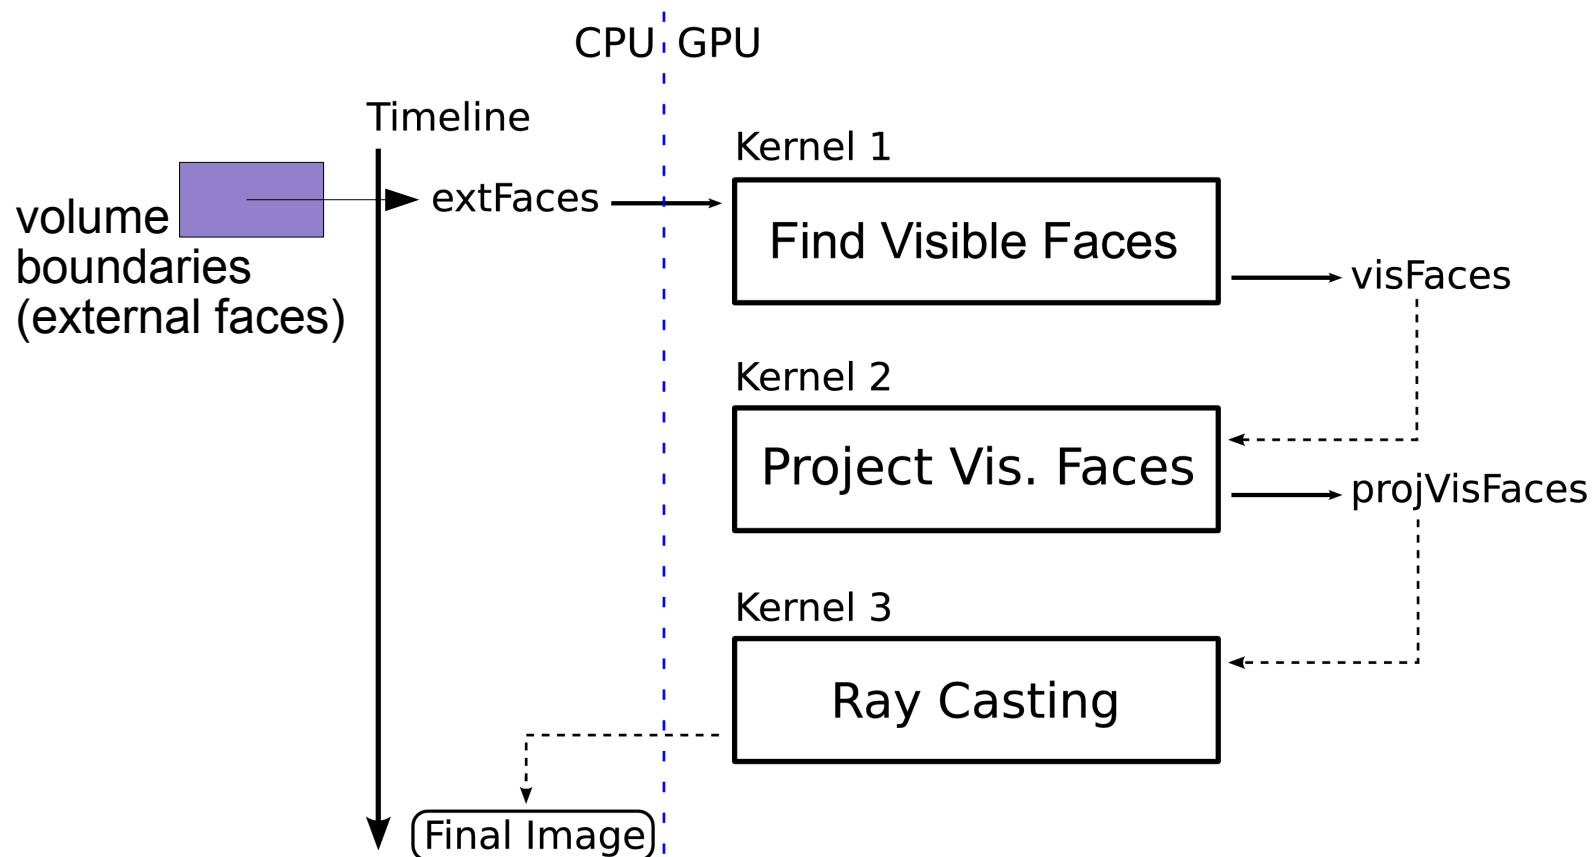 CPU GPU
Timeline
volume
boundaries
(external faces)
extFaces
Kernel 1
Find Visible Faces
visFaces
Kernel 2
Project Vis. Faces
projVisFaces
Kernel 3
Ray Casting
Final Image